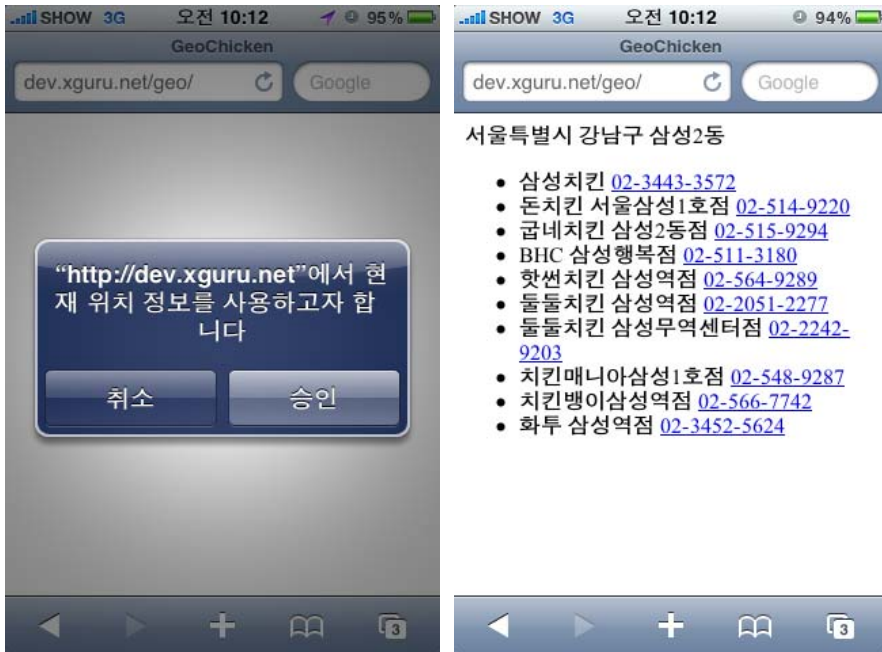 SHOW 3G 오전 10:12 95%
GeoChicken
dev.xguru.net/geo/ Google
“http://dev.xguru.net”에서 현
재 위치 정보를 사용하고자 합
니다
취소 승인
3
SHOW 3G 오전 10:12 94%
GeoChicken
dev.xguru.net/geo/ Google
서울특별시 강남구 삼성2동
• 삼성치킨 02-3443-3572
• 돈치킨 서울삼성1호점 02-514-9220
• 굽네치킨 삼성2동점 02-515-9294
• BHC 삼성행복점 02-511-3180
• 핫썬치킨 삼성역점 02-564-9289
• 둘둘치킨 삼성역점 02-2051-2277
• 둘둘치킨 삼성무역센터점 02-2242-
9203
• 치킨매니아삼성1호점 02-548-9287
• 치킨뱅이삼성역점 02-566-7742
• 화투 삼성역점 02-3452-5624
3